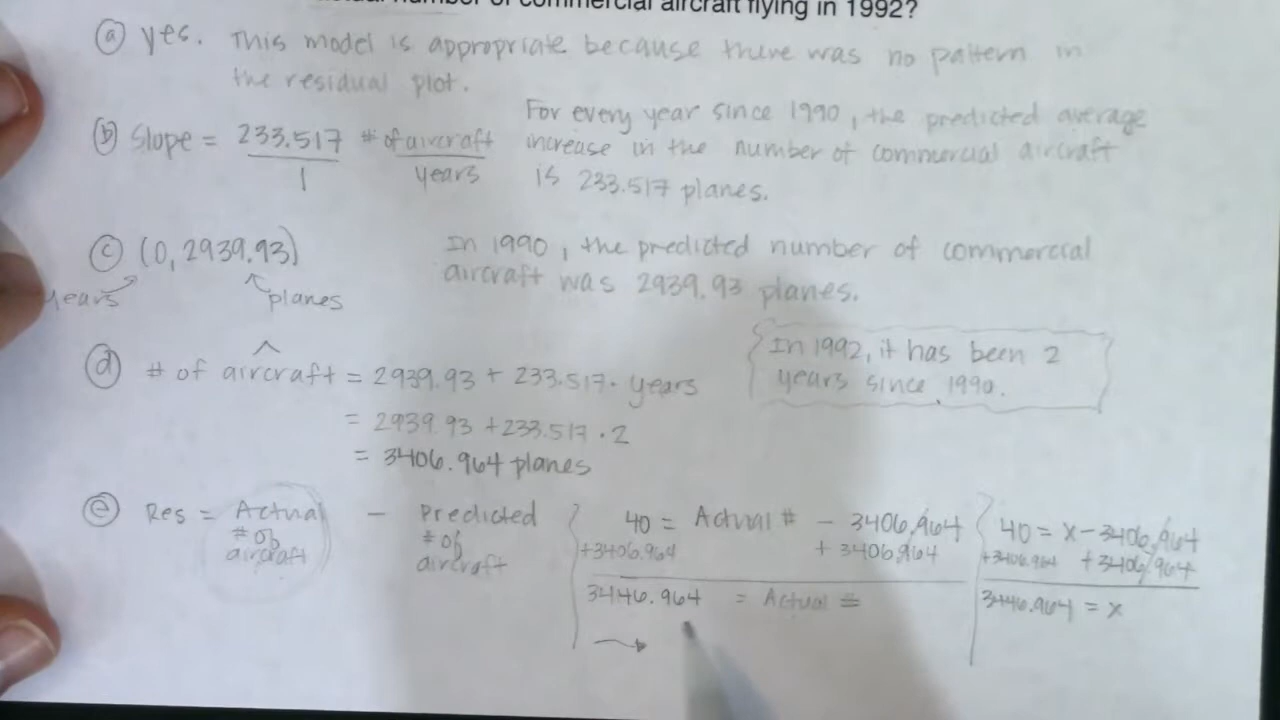 number of commercial aircraft flying in 1992?
(a) yes. This model is appropriate because there was no pattern in
the residual plot.
(b) Slope = 233.517 / 1 # of aircraft / years
For every year since 1990, the predicted average
increase in the number of commercial aircraft
is 233.517 planes.
(c) (0, 2939.93)
years planes
In 1990, the predicted number of commercial
aircraft was 2939.93 planes.
(d) # of aircraft = 2939.93 + 233.517 · years
= 2939.93 + 233.517 · 2
= 3406.964 planes
In 1992, it has been 2
years since 1990.
(e) Res = Actual # of aircraft - Predicted # of aircraft
40 = Actual # - 3406.964
+3406.964 + 3406.964
3446.964 = Actual #
40 = x - 3406.964
+3406.964 +3406.964
3446.964 = x